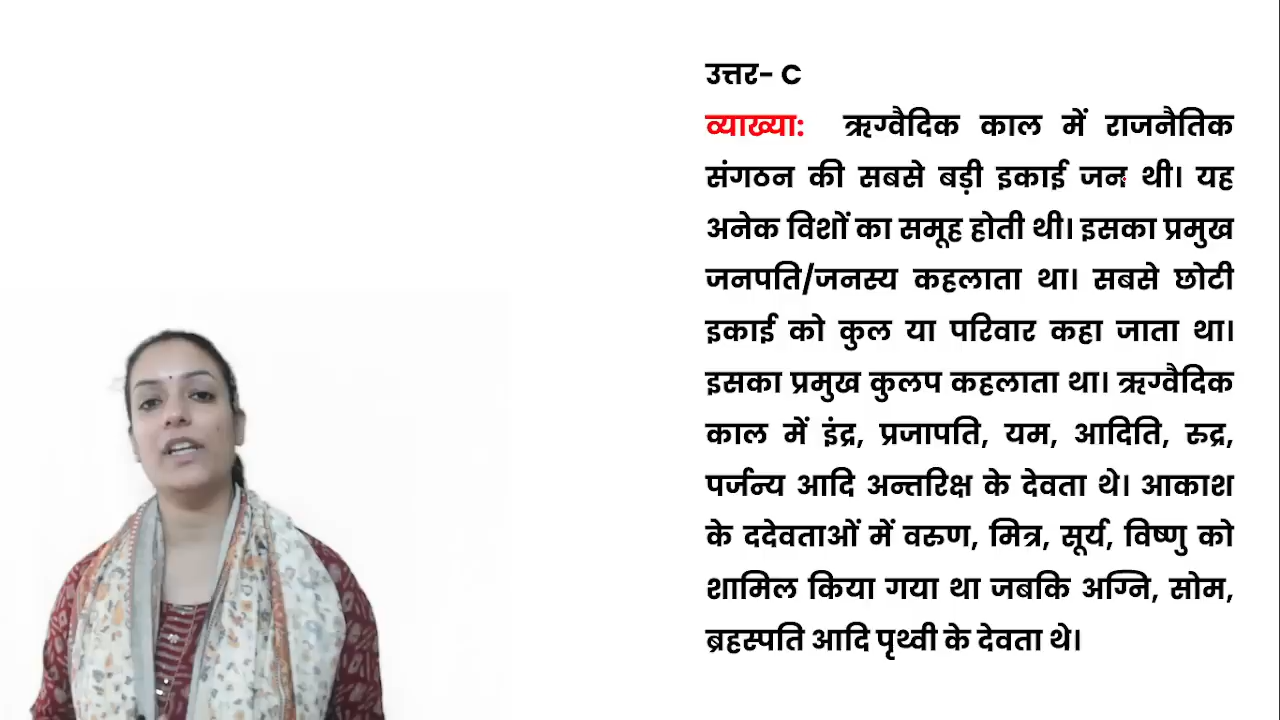 उत्तर- C
व्याख्या: ऋग्वैदिक काल में राजनैतिक
संगठन की सबसे बड़ी इकाई जन थी। यह
अनेक विशों का समूह होती थी। इसका प्रमुख
जनपति/जनस्य कहलाता था। सबसे छोटी
इकाई को कुल या परिवार कहा जाता था।
इसका प्रमुख कुलप कहलाता था। ऋग्वैदिक
काल में इंद्र, प्रजापति, यम, आदिति, रुद्र,
पर्जन्य आदि अन्तरिक्ष के देवता थे। आकाश
के ददेवताओं में वरुण, मित्र, सूर्य, विष्णु को
शामिल किया गया था जबकि अग्नि, सोम,
ब्रहस्पति आदि पृथ्वी के देवता थे।